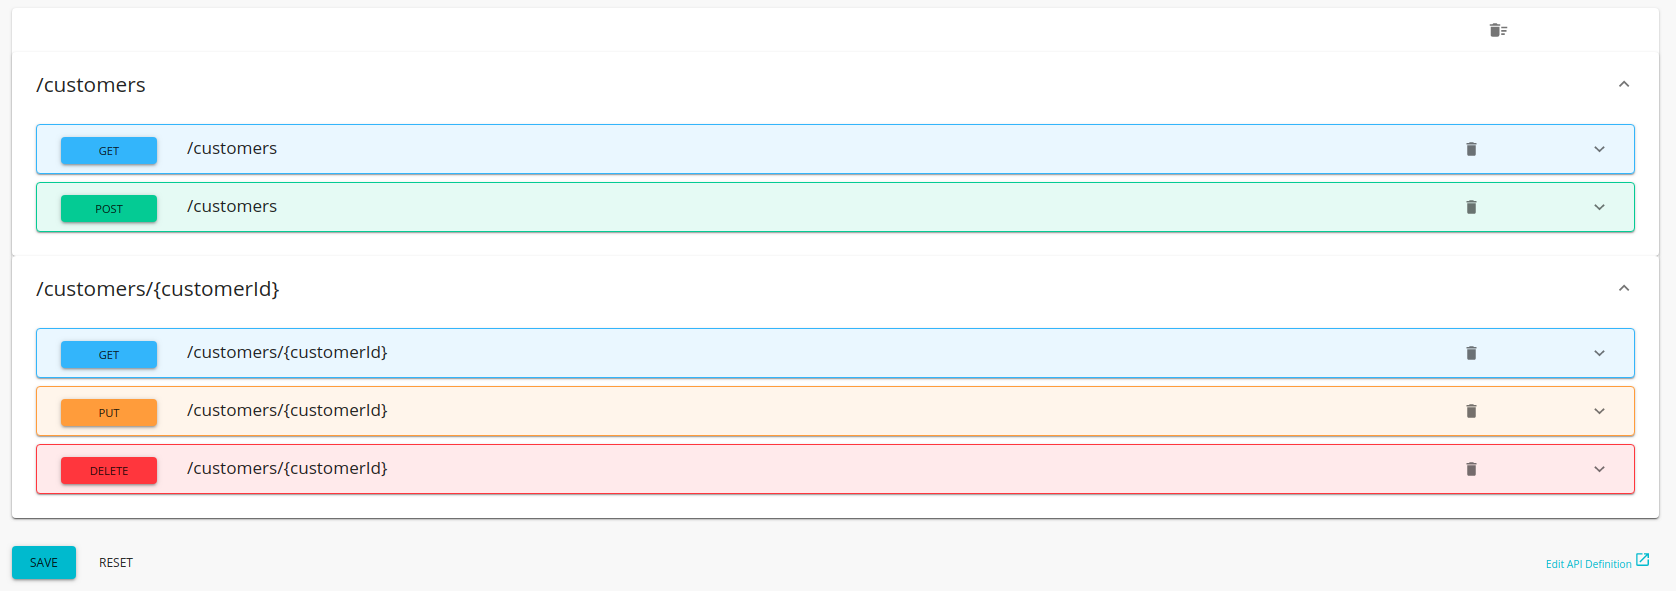 /customers
GET /customers
POST /customers
/customers/{customerId}
GET /customers/{customerId}
PUT /customers/{customerId}
DELETE /customers/{customerId}
SAVE RESET Edit API Definition